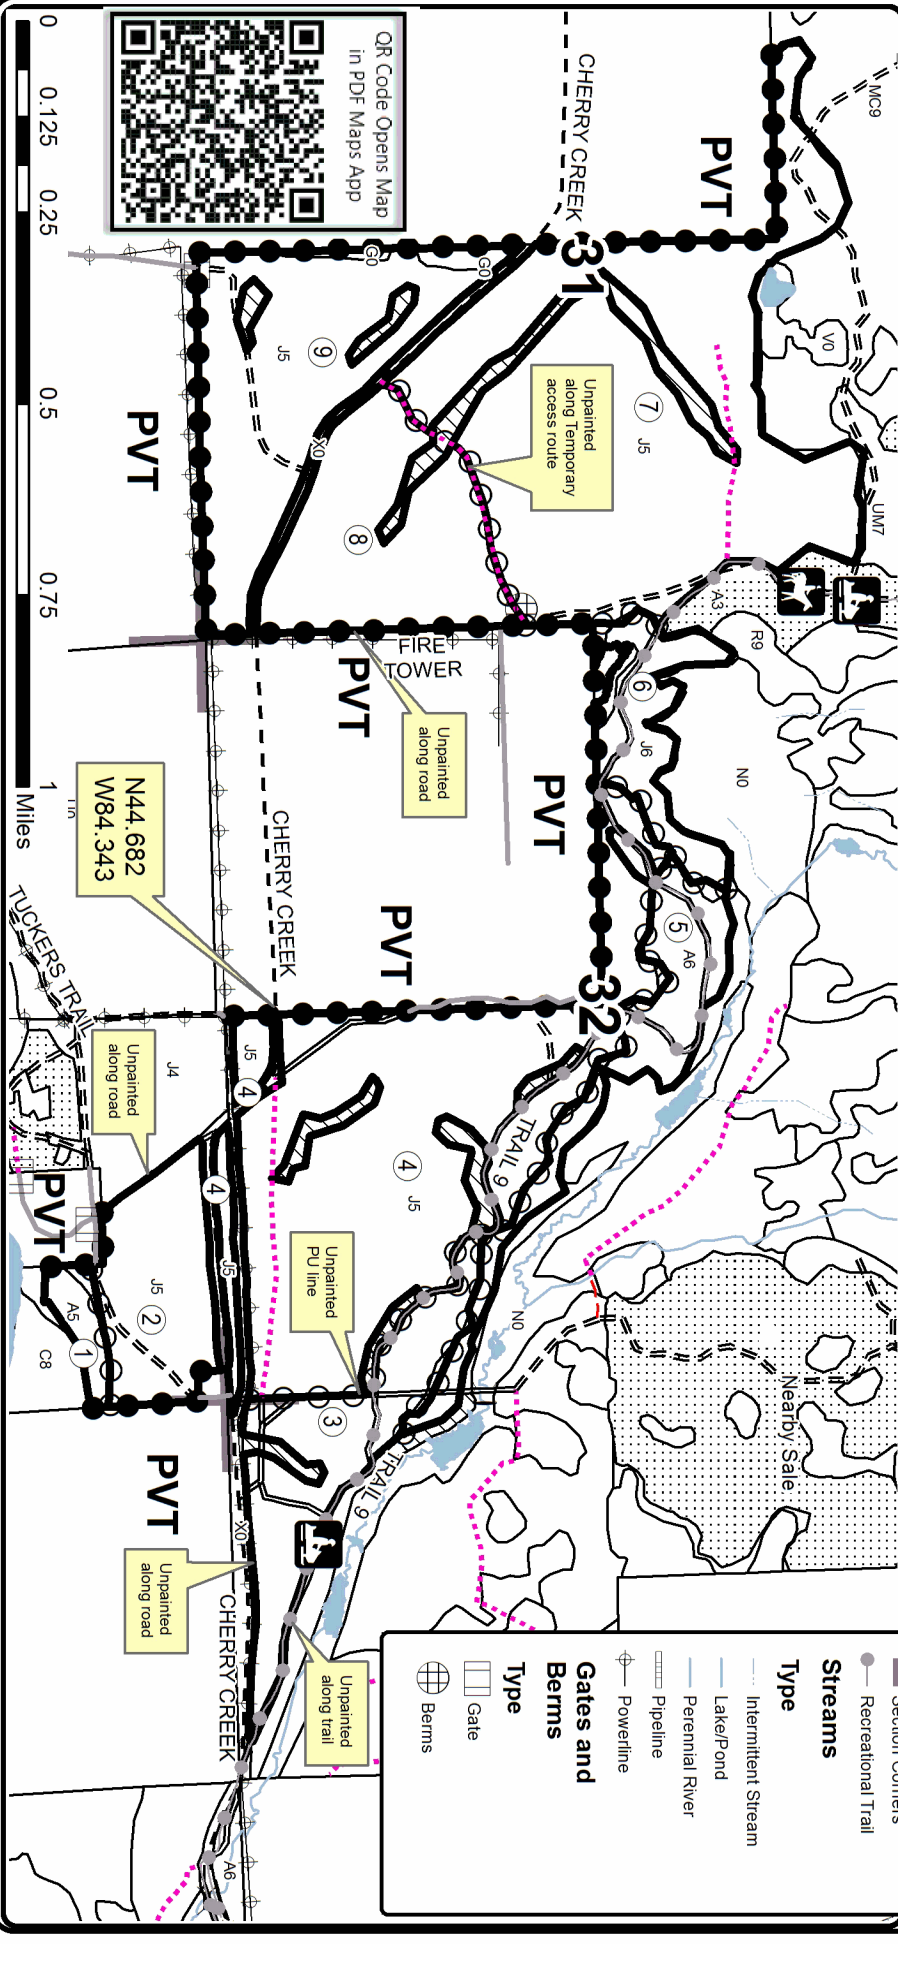 QR Code Opens Map
in PDF Maps App
0
0.125
0.25
0.5
0.75
1
Miles
CHERRY CREEK
PVT
MC9
31
G0
G0
V0
UM7
7
J5
9
J5
8
X0
Unpainted
along Temporary
access route
PVT
FIRE
TOWER
PVT
Unpainted
along road
A3
R9
6
J6
N0
PVT
5
A6
32
N44.682
W84.343
CHERRY CREEK
PVT
TUCKERS TRAIL
J4
Unpainted
along road
J5
4
4
J5
4
J5
TRAIL 9
N0
Unpainted
PU line
PVT
J5
2
A5
1
C8
3
TRAIL 9
Nearby Sale
PVT
X0
Unpainted
along road
CHERRY CREEK
Unpainted
along trail
A6
Section Corners
Recreational Trail
Streams
Type
Intermittent Stream
Lake/Pond
Perennial River
Pipeline
Powerline
Gates and
Berms
Type
Gate
Berms